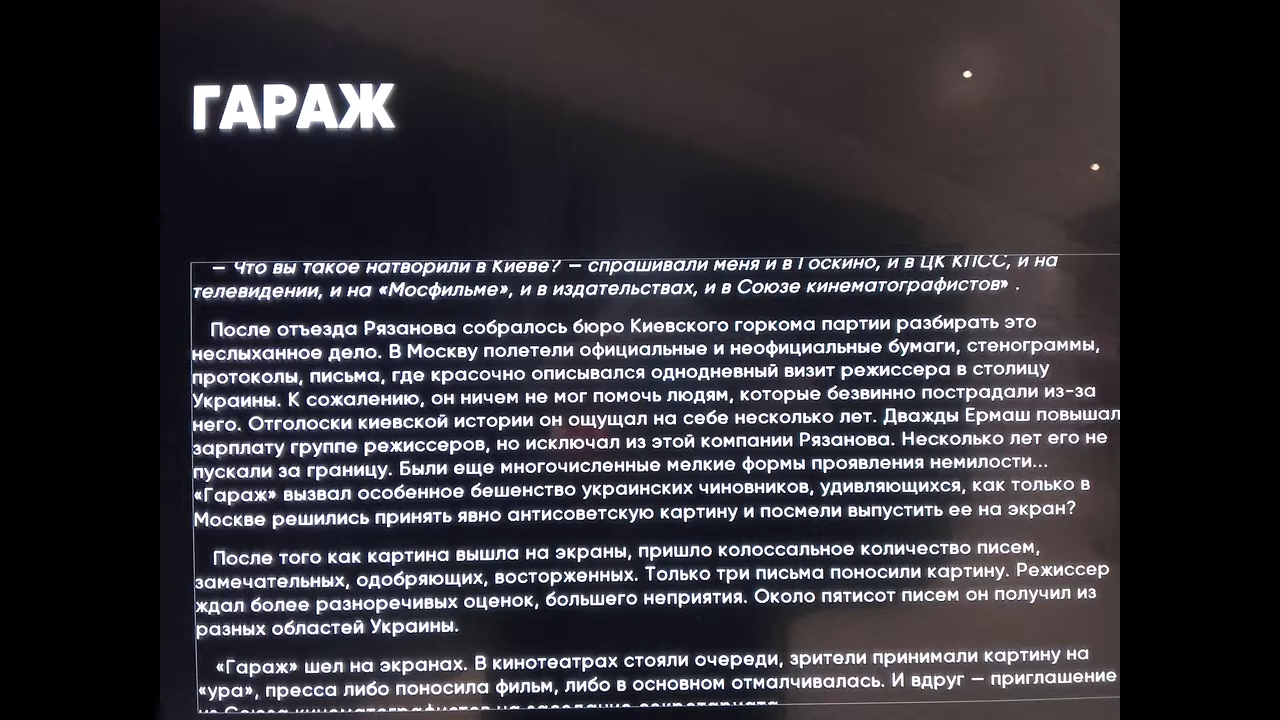 ГАРАЖ
– Что вы такое натворили в Киеве? – спрашивали меня и в Госкино, и в ЦК КПСС, и на
телевидении, и на «Мосфильме», и в издательствах, и в Союзе кинематографистов» .
После отъезда Рязанова собралось бюро Киевского горкома партии разбирать это
неслыханное дело. В Москву полетели официальные и неофициальные бумаги, стенограммы,
протоколы, письма, где красочно описывался однодневный визит режиссера в столицу
Украины. К сожалению, он ничем не мог помочь людям, которые безвинно пострадали из-за
него. Отголоски киевской истории он ощущал на себе несколько лет. Дважды Ермаш повышал
зарплату группе режиссеров, но исключал из этой компании Рязанова. Несколько лет его не
пускали за границу. Были еще многочисленные мелкие формы проявления немилости...
«Гараж» вызвал особенное бешенство украинских чиновников, удивляющихся, как только в
Москве решились принять явно антисоветскую картину и посмели выпустить ее на экран?
После того как картина вышла на экраны, пришло колоссальное количество писем,
замечательных, одобряющих, восторженных. Только три письма поносили картину. Режиссер
ждал более разноречивых оценок, большего неприятия. Около пятисот писем он получил из
разных областей Украины.
«Гараж» шел на экранах. В кинотеатрах стояли очереди, зрители принимали картину на
«ура», пресса либо поносила фильм, либо в основном отмалчивалась. И вдруг – приглашение
из Союза кинематографистов на заседание секретариата.